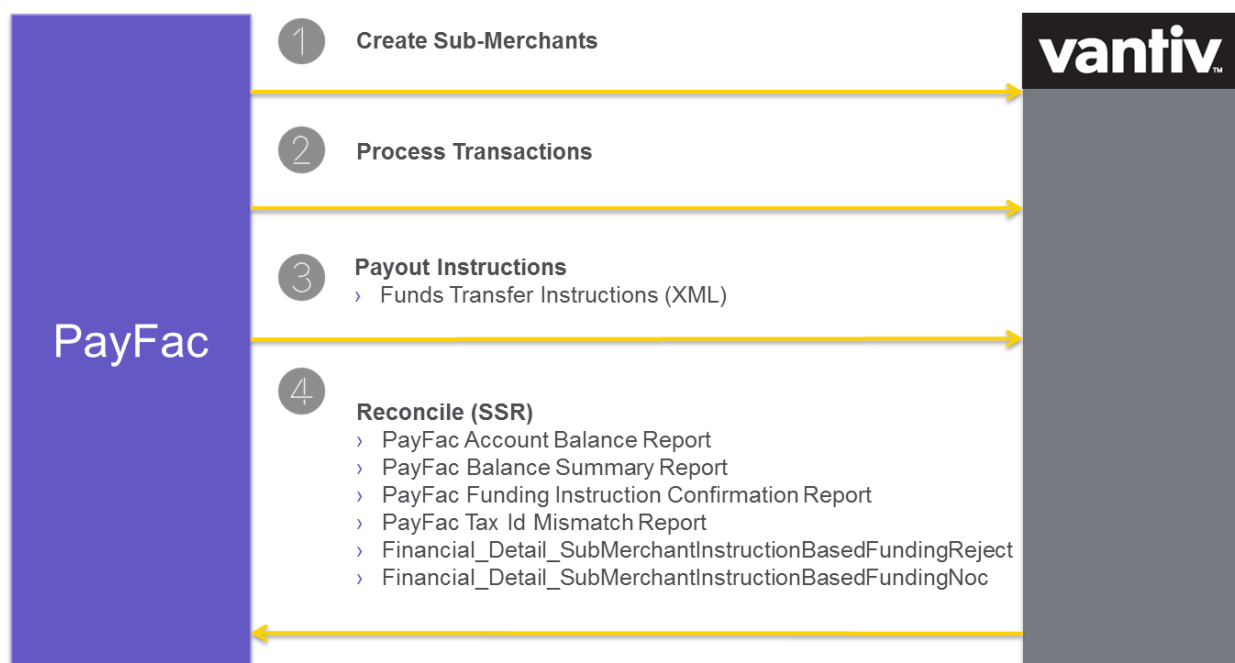 1
Create Sub-Merchants
vantiv™
2
Process Transactions
3
Payout Instructions
› Funds Transfer Instructions (XML)
PayFac
4
Reconcile (SSR)
› PayFac Account Balance Report
› PayFac Balance Summary Report
› PayFac Funding Instruction Confirmation Report
› PayFac Tax Id Mismatch Report
› Financial_Detail_SubMerchantInstructionBasedFundingReject
› Financial_Detail_SubMerchantInstructionBasedFundingNoc